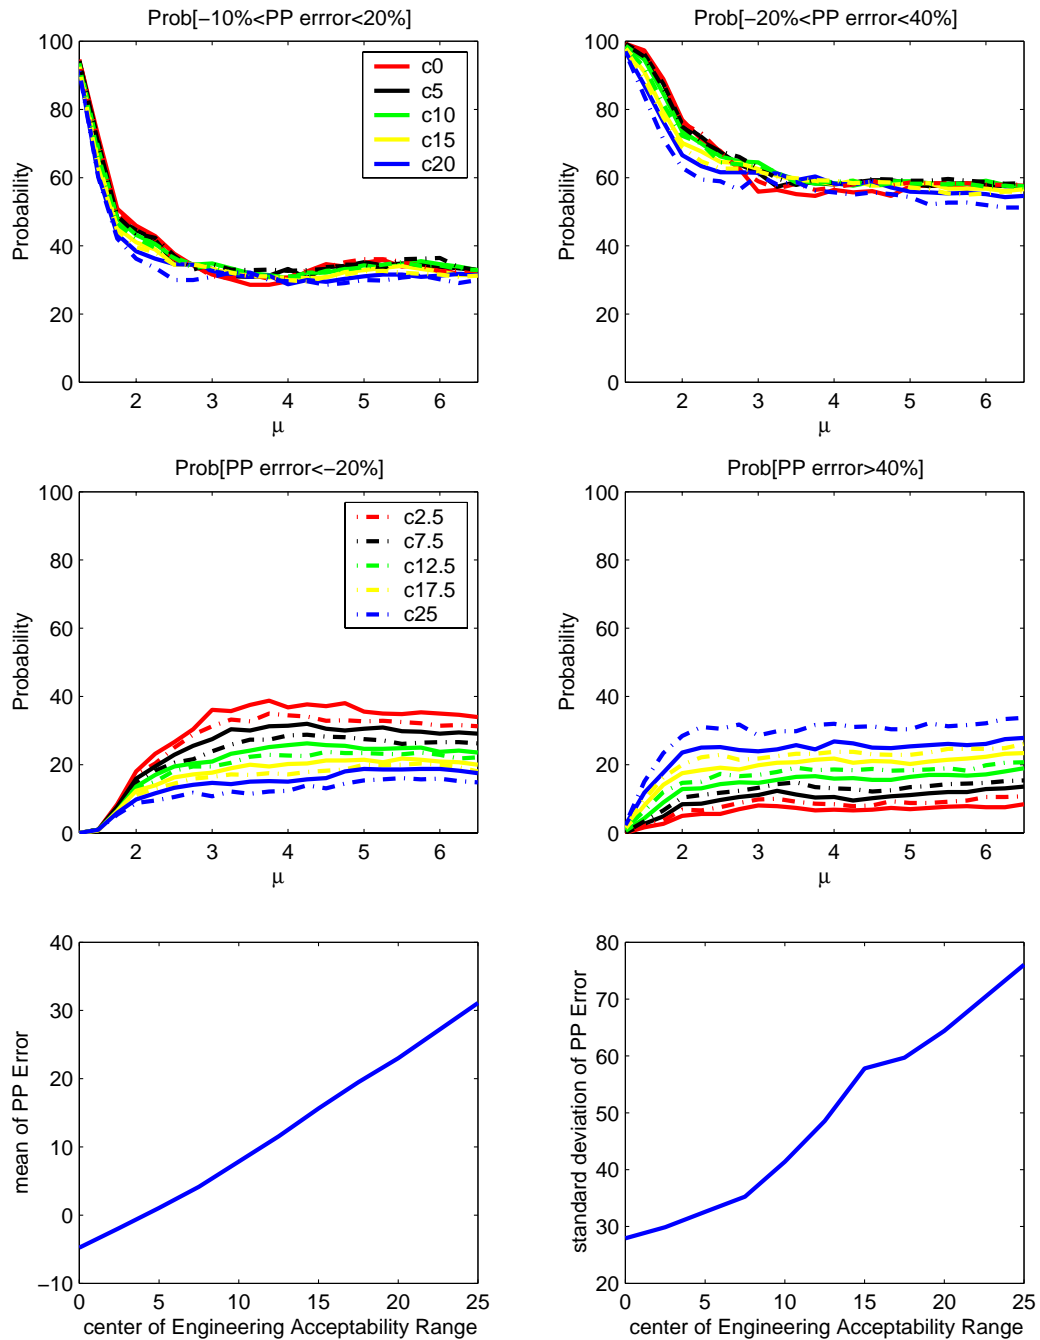 Prob[−10%<PP errror<20%]
100
80
60
40
20
0
Probability
2 3 4 5 6
μ
c0
c5
c10
c15
c20
Prob[−20%<PP errror<40%]
100
80
60
40
20
0
Probability
2 3 4 5 6
μ
Prob[PP errror<−20%]
100
80
60
40
20
0
Probability
2 3 4 5 6
μ
c2.5
c7.5
c12.5
c17.5
c25
Prob[PP errror>40%]
100
80
60
40
20
0
Probability
2 3 4 5 6
μ
40
30
20
10
0
−10
mean of PP Error
0 5 10 15 20 25
center of Engineering Acceptability Range
80
70
60
50
40
30
20
standard deviation of PP Error
0 5 10 15 20 25
center of Engineering Acceptability Range